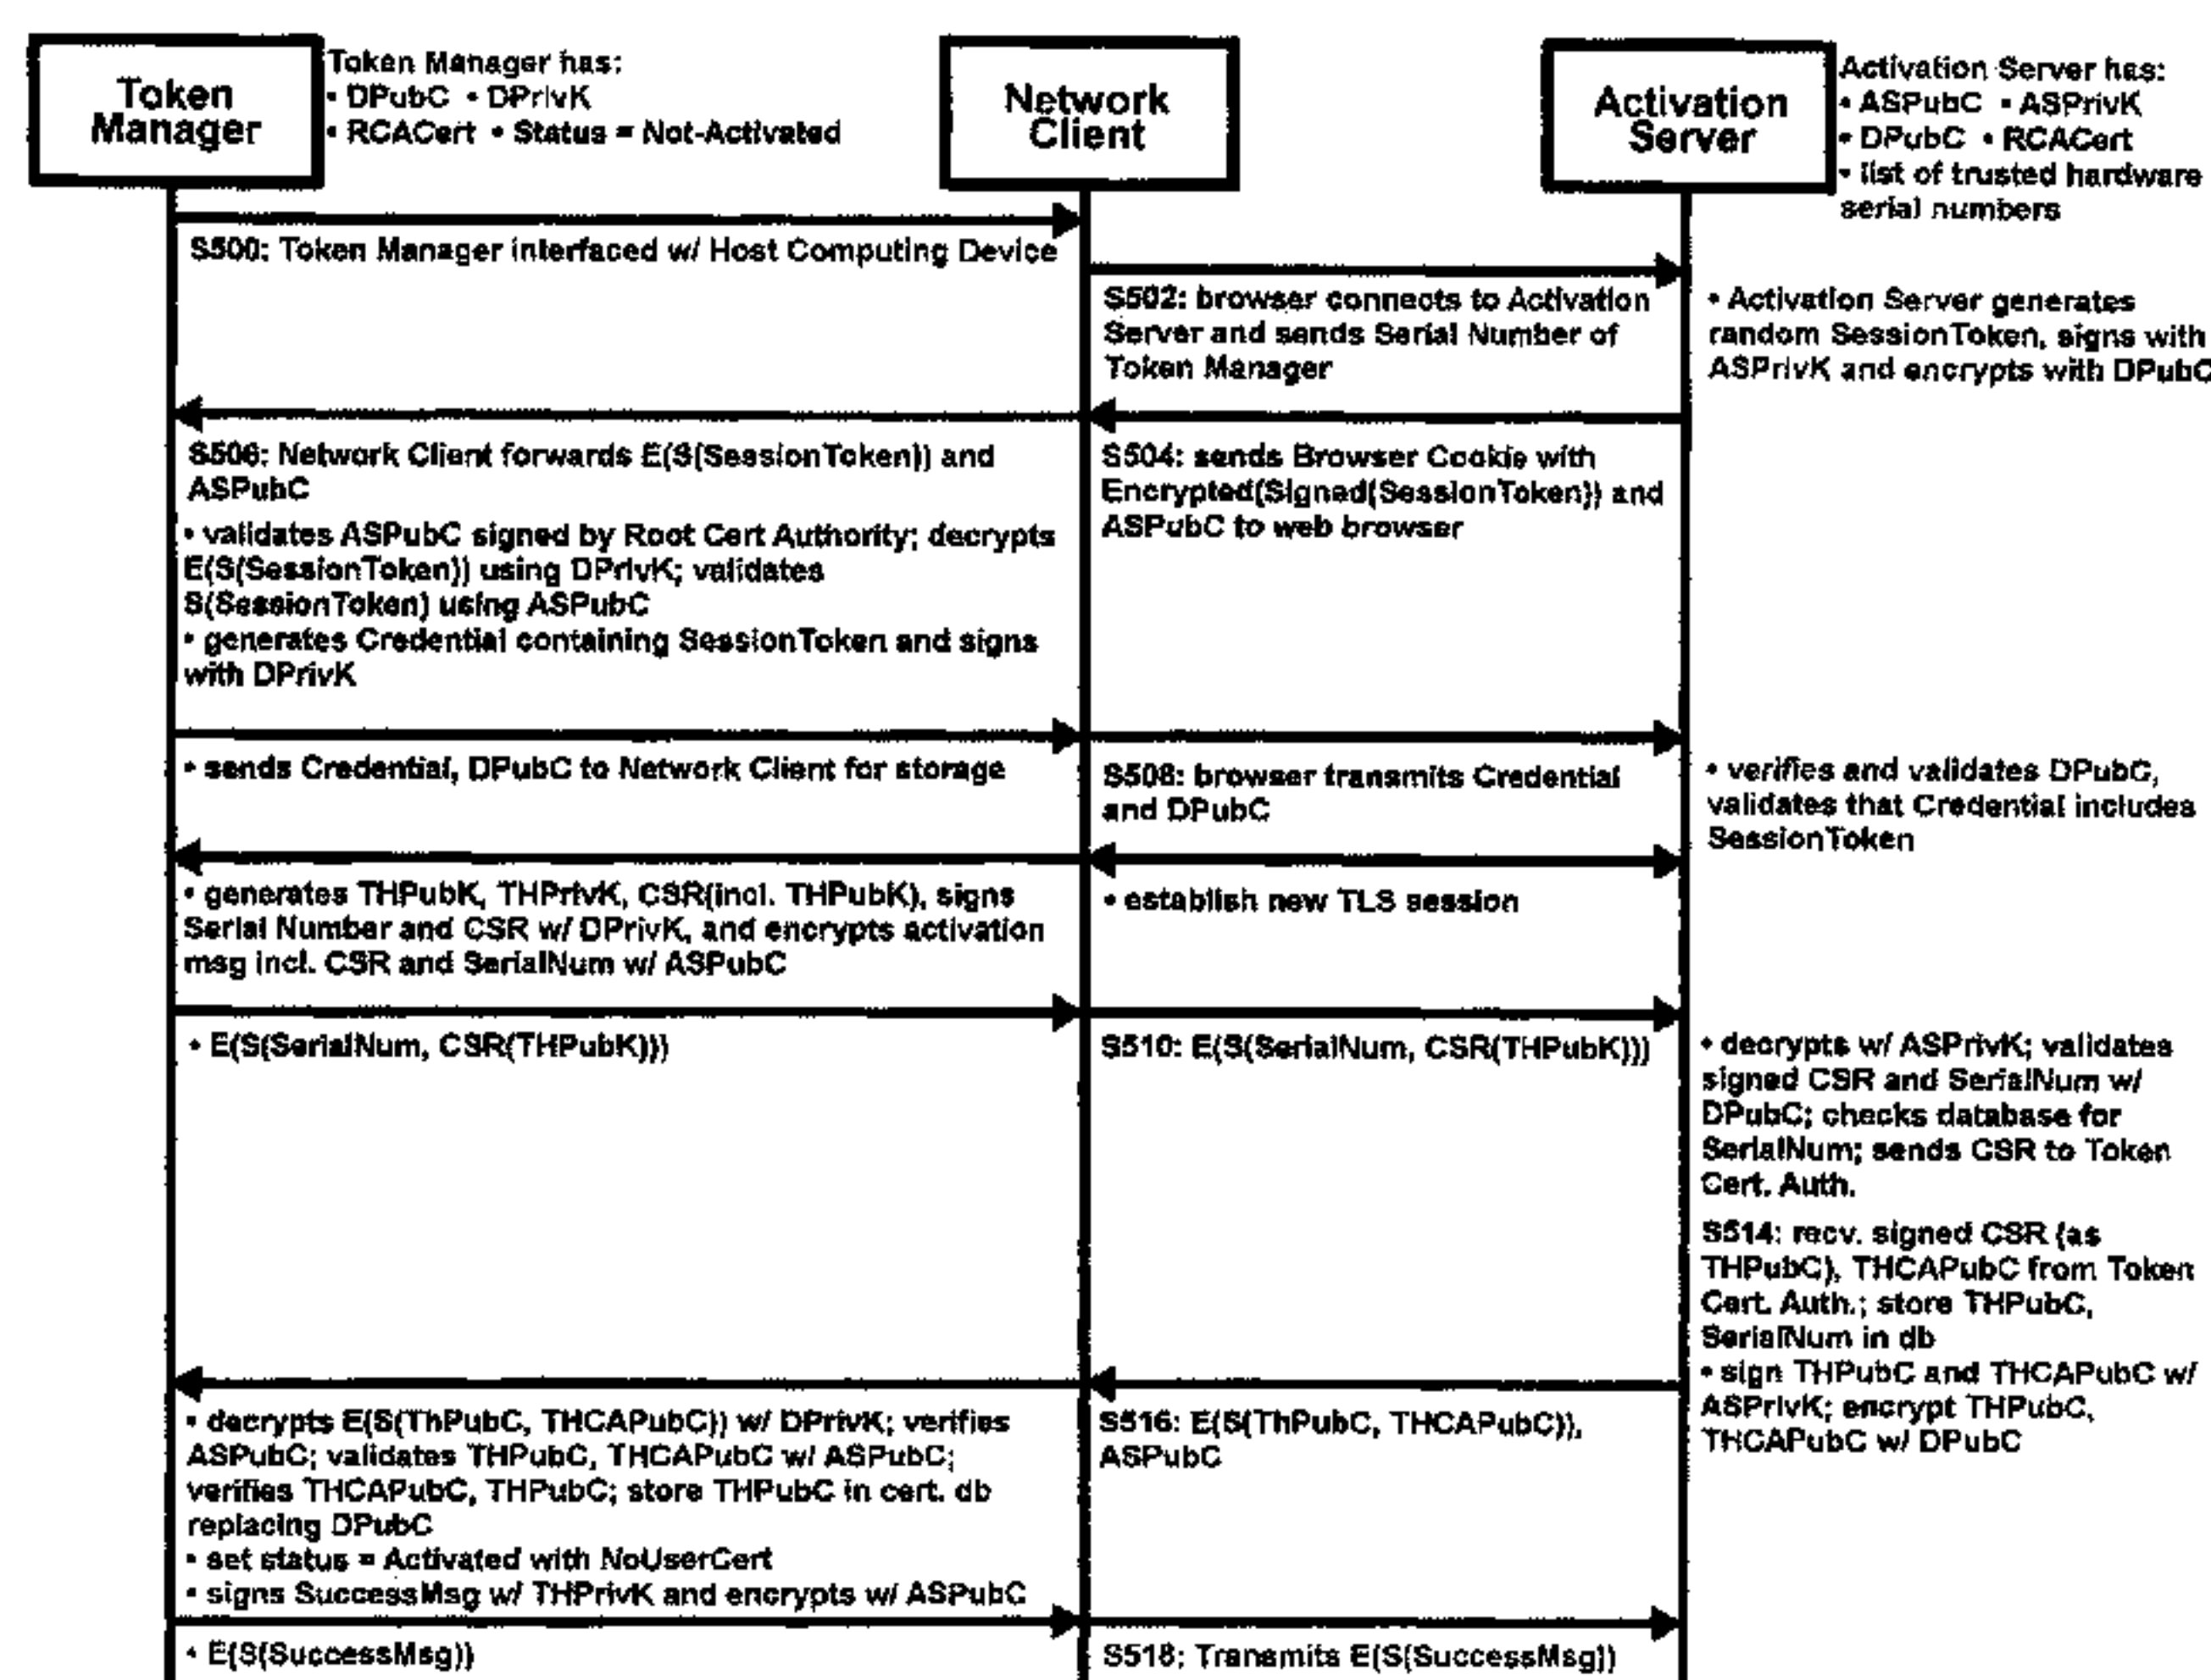 Token
Manager
Token Manager has:
• DPubC • DPrivK
• RCACert • Status = Not-Activated
Network
Client
Activation
Server
Activation Server has:
• ASPubC • ASPrivK
• DPubC • RCACert
• list of trusted hardware
serial numbers
S500: Token Manager interfaced w/ Host Computing Device
S502: browser connects to Activation
Server and sends Serial Number of
Token Manager
• Activation Server generates
random SessionToken, signs with
ASPrivK and encrypts with DPubC
S506: Network Client forwards E(S(SessionToken)) and
ASPubC
• validates ASPubC signed by Root Cert Authority; decrypts
E(S(SessionToken)) using DPrivK; validates
S(SessionToken) using ASPubC
• generates Credential containing SessionToken and signs
with DPrivK
S504: sends Browser Cookie with
Encrypted(Signed(SessionToken)) and
ASPubC to web browser
• sends Credential, DPubC to Network Client for storage
S508: browser transmits Credential
and DPubC
• verifies and validates DPubC,
validates that Credential includes
SessionToken
• generates THPubK, THPrivK, CSR(incl. THPubK), signs
Serial Number and CSR w/ DPrivK, and encrypts activation
msg incl. CSR and SerialNum w/ ASPubC
• establish new TLS session
• E(S(SerialNum, CSR(THPubK)))
S510: E(S(SerialNum, CSR(THPubK)))
• decrypts w/ ASPrivK; validates
signed CSR and SerialNum w/
DPubC; checks database for
SerialNum; sends CSR to Token
Cert. Auth.
S514: recv. signed CSR (as
THPubC), THCAPubC from Token
Cert. Auth.; store THPubC,
SerialNum in db
• sign THPubC and THCAPubC w/
ASPrivK; encrypt THPubC,
THCAPubC w/ DPubC
• decrypts E(S(ThPubC, THCAPubC)) w/ DPrivK; verifies
ASPubC; validates THPubC, THCAPubC w/ ASPubC;
verifies THCAPubC, THPubC; store THPubC in cert. db
replacing DPubC
• set status = Activated with NoUserCert
• signs SuccessMsg w/ THPrivK and encrypts w/ ASPubC
S516: E(S(ThPubC, THCAPubC)),
ASPubC
• E(S(SuccessMsg))
S518: Transmits E(S(SuccessMsg))